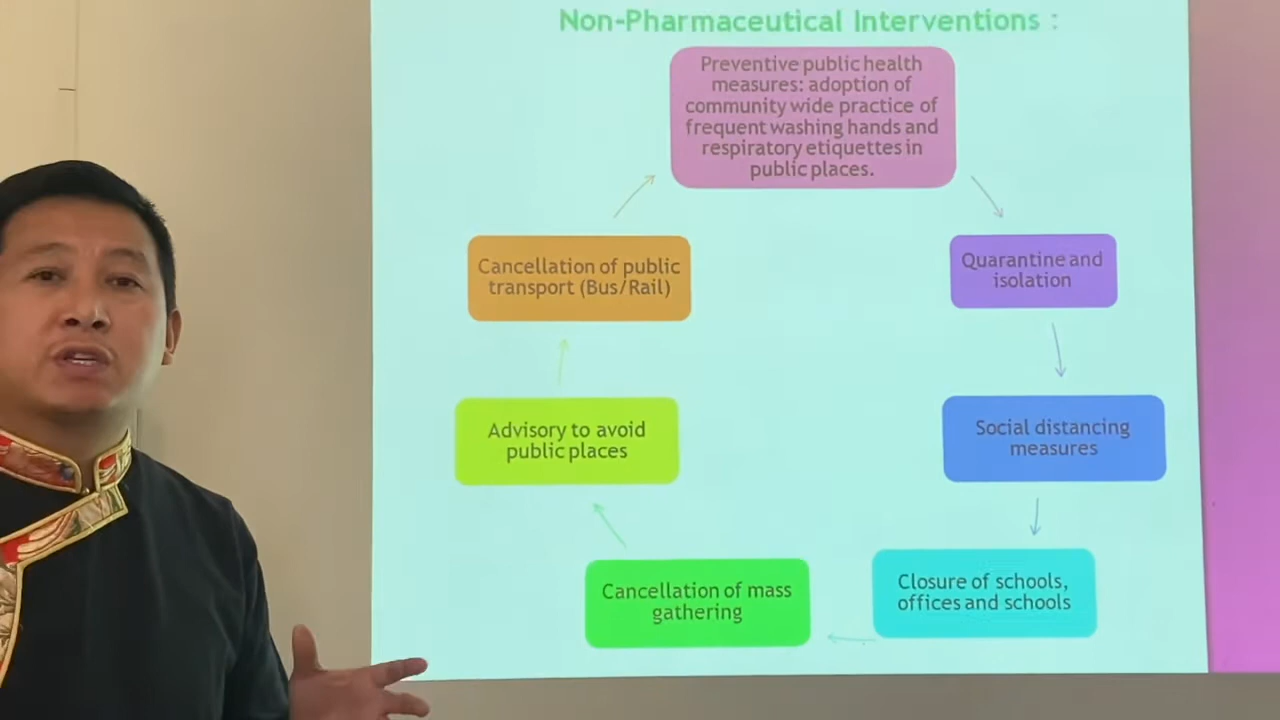 Non-Pharmaceutical Interventions :
Preventive public health
measures: adoption of
community wide practice of
frequent washing hands and
respiratory etiquettes in
public places.
Quarantine and
isolation
Social distancing
measures
Closure of schools,
offices and schools
Cancellation of mass
gathering
Advisory to avoid
public places
Cancellation of public
transport (Bus/Rail)